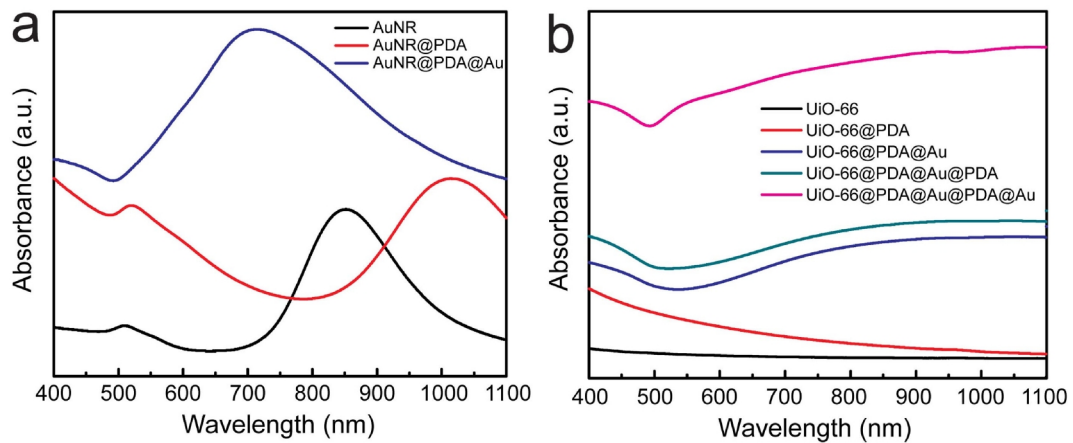 a
AuNR
AuNR@PDA
AuNR@PDA@Au
Absorbance (a.u.)
400 500 600 700 800 900 1000 1100
Wavelength (nm)
b
UiO-66
UiO-66@PDA
UiO-66@PDA@Au
UiO-66@PDA@Au@PDA
UiO-66@PDA@Au@PDA@Au
Absorbance (a.u.)
400 500 600 700 800 900 1000 1100
Wavelength (nm)